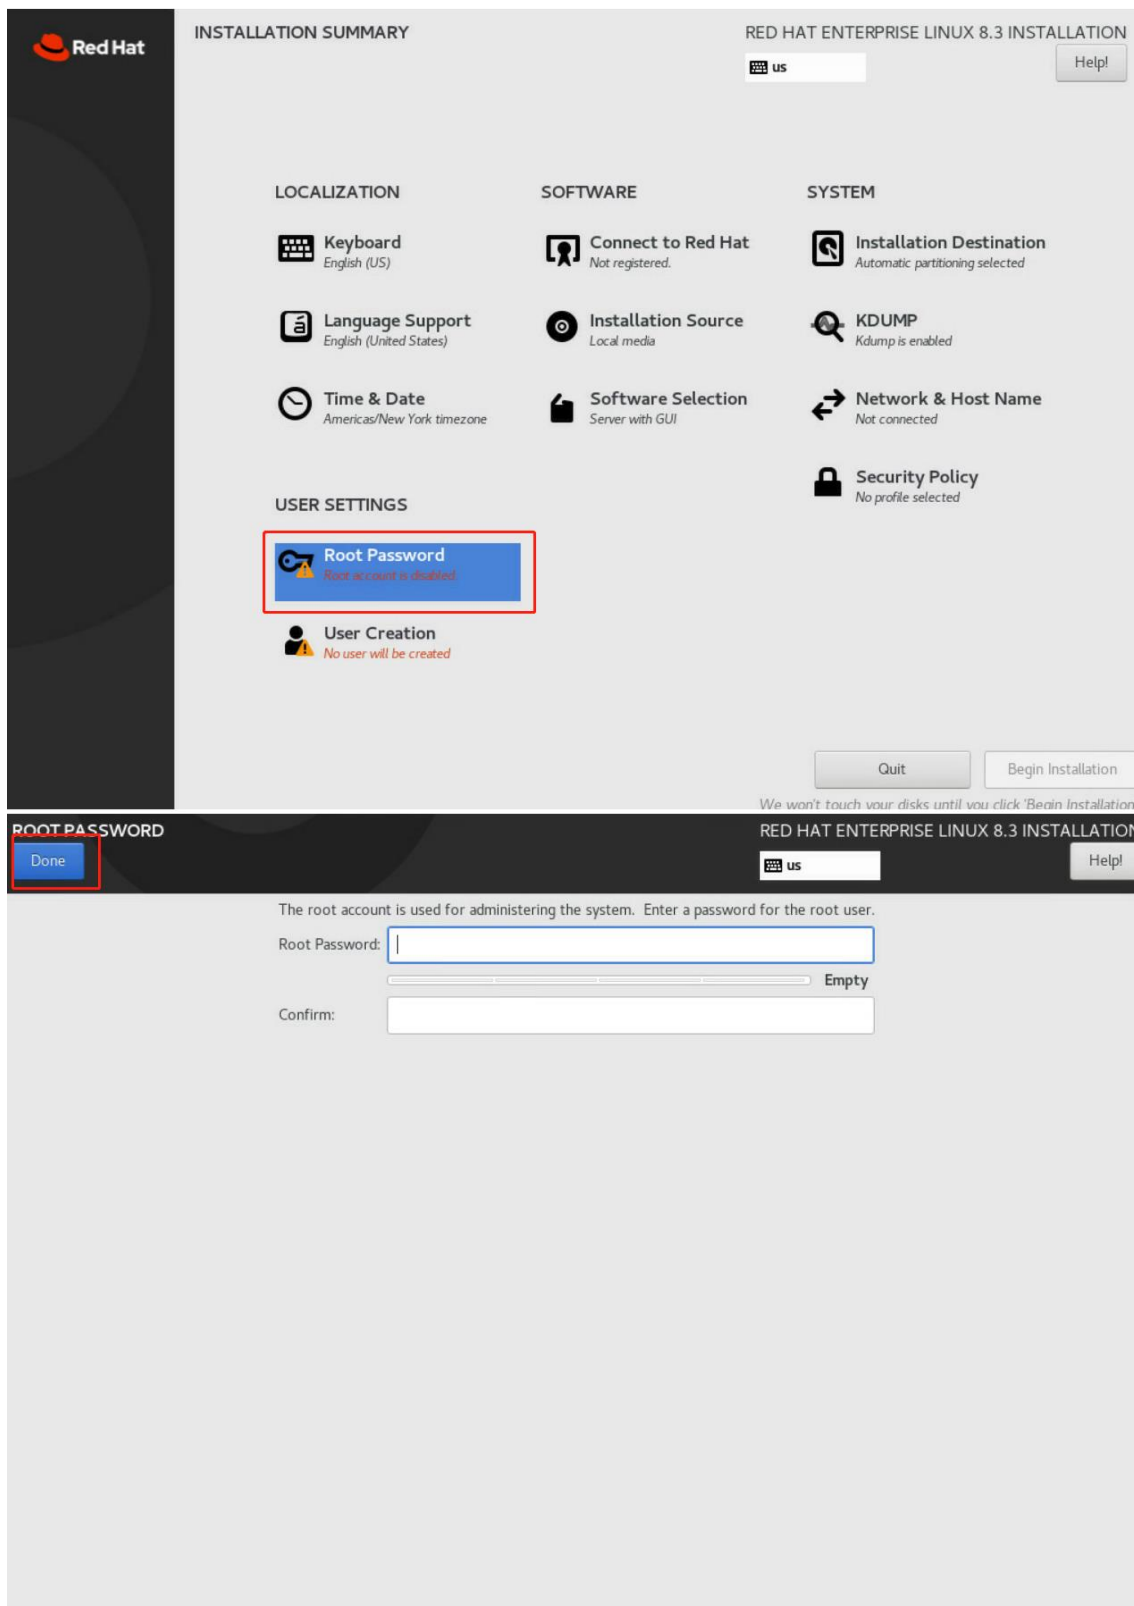 Red Hat
INSTALLATION SUMMARY
RED HAT ENTERPRISE LINUX 8.3 INSTALLATION
us
Help!
LOCALIZATION
Keyboard
English (US)
Language Support
English (United States)
Time & Date
Americas/New York timezone
SOFTWARE
Connect to Red Hat
Not registered.
Installation Source
Local media
Software Selection
Server with GUI
SYSTEM
Installation Destination
Automatic partitioning selected
KDUMP
Kdump is enabled
Network & Host Name
Not connected
Security Policy
No profile selected
USER SETTINGS
Root Password
Root account is disabled.
User Creation
No user will be created
Quit
Begin Installation
We won't touch your disks until you click 'Begin Installation
ROOT PASSWORD
RED HAT ENTERPRISE LINUX 8.3 INSTALLATION
Done
us
Help!
The root account is used for administering the system. Enter a password for the root user.
Root Password:
Empty
Confirm: